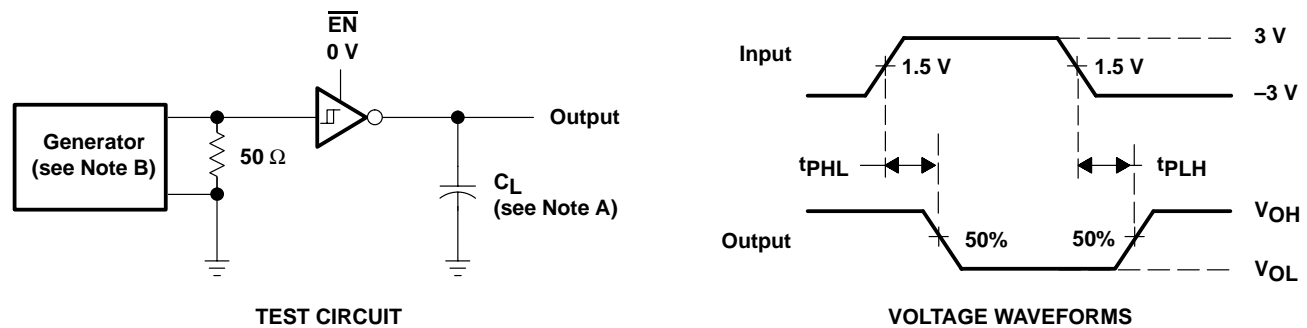 EN
0 V
Generator
(see Note B)
50 Ω
Output
CL
(see Note A)
TEST CIRCUIT
Input
3 V
1.5 V
1.5 V
–3 V
tPHL
tPLH
Output
VOH
50%
50%
VOL
VOLTAGE WAVEFORMS